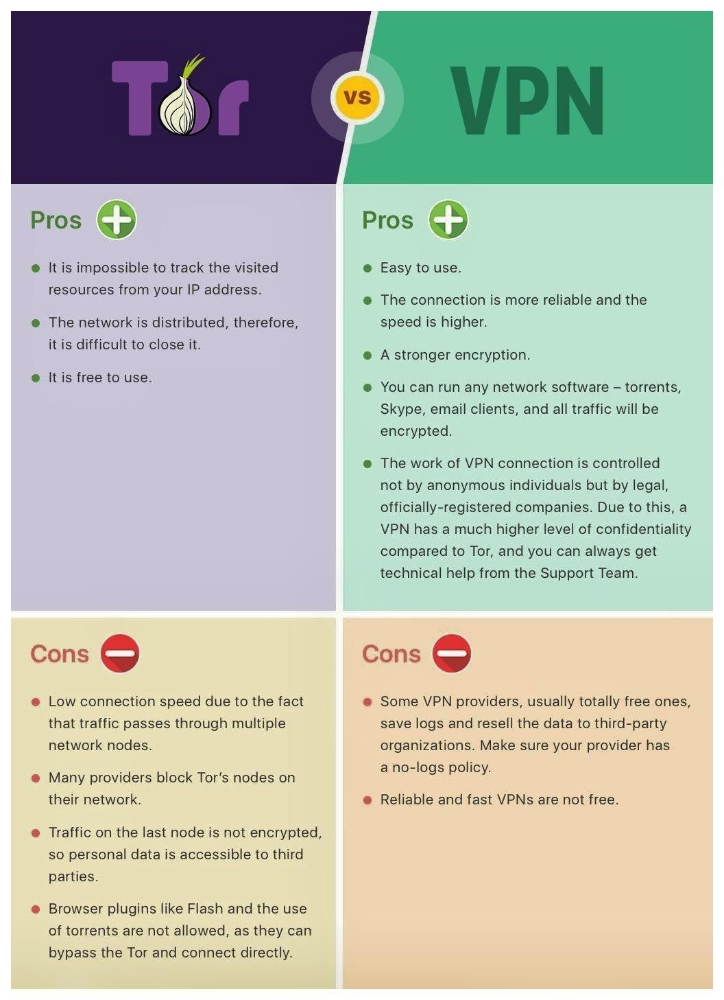 Tor
VS
VPN
Pros
It is impossible to track the visited
resources from your IP address.
The network is distributed, therefore,
it is difficult to close it.
It is free to use.
Pros
Easy to use.
The connection is more reliable and the
speed is higher.
A stronger encryption.
You can run any network software – torrents,
Skype, email clients, and all traffic will be
encrypted.
The work of VPN connection is controlled
not by anonymous individuals but by legal,
officially-registered companies. Due to this, a
VPN has a much higher level of confidentiality
compared to Tor, and you can always get
technical help from the Support Team.
Cons
Low connection speed due to the fact
that traffic passes through multiple
network nodes.
Many providers block Tor’s nodes on
their network.
Traffic on the last node is not encrypted,
so personal data is accessible to third
parties.
Browser plugins like Flash and the use
of torrents are not allowed, as they can
bypass the Tor and connect directly.
Cons
Some VPN providers, usually totally free ones,
save logs and resell the data to third-party
organizations. Make sure your provider has
a no-logs policy.
Reliable and fast VPNs are not free.